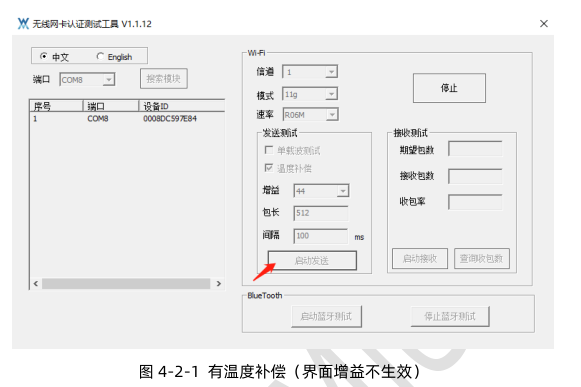 无线网卡认证测试工具 V1.1.12
中文 English
端口 COM8 搜索模块
序号 端口 设备ID
1 COM8 0008DC597E84
Wi-Fi
信道 1
模式 11g
速率 R06M
停止
发送测试
单载波测试
温度补偿
增益 44
包长 512
间隔 100 ms
启动发送
接收测试
期望包数
接收包数
收包率
启动接收 查询收包数
BlueTooth
启动蓝牙测试 停止蓝牙测试
图 4-2-1 有温度补偿（界面增益不生效）